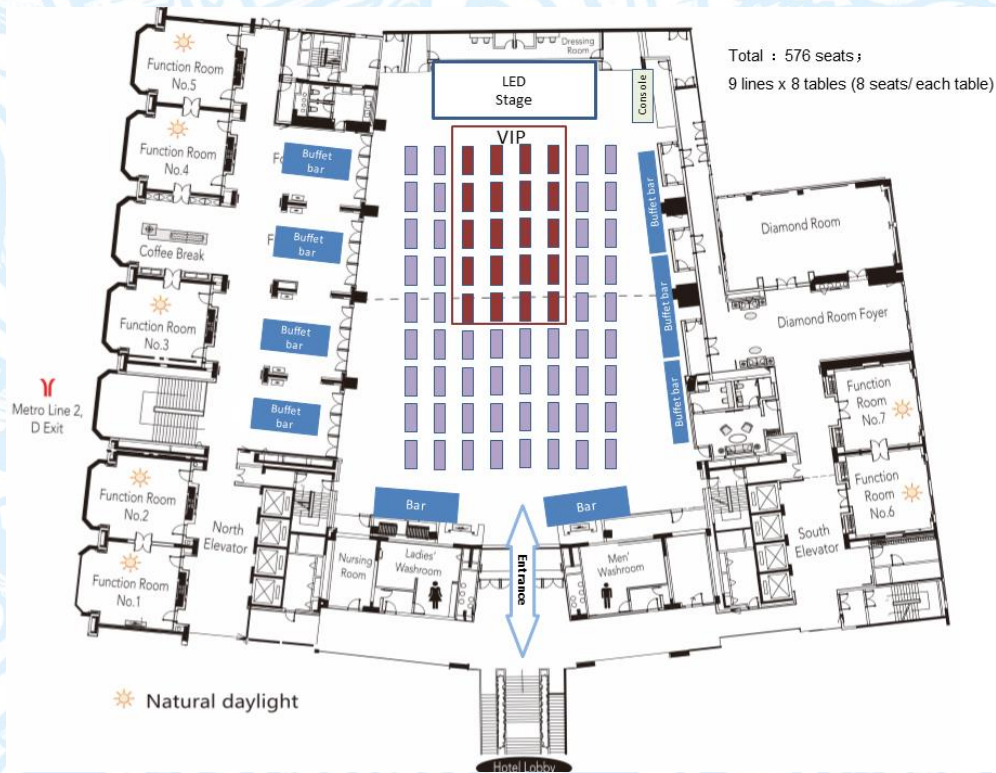 Dressing
Room
Total : 576 seats;
9 lines x 8 tables (8 seats/ each table)
LED
Stage
Console
VIP
Function Room
No.5
Function Room
No.4
Buffet
bar
Buffet
bar
Coffee Break
Function Room
No.3
Buffet
bar
Metro Line 2,
D Exit
Buffet
bar
Buffet bar
Buffet bar
Buffet bar
Diamond Room
Diamond Room Foyer
Function
Room
No.7
Function
Room
No.6
Function Room
No.2
Function Room
No.1
North
Elevator
Bar
Bar
Nursing
Room
Ladies'
Washroom
Entrance
Men'
Washroom
South
Elevator
Natural daylight
Hotel Lobby